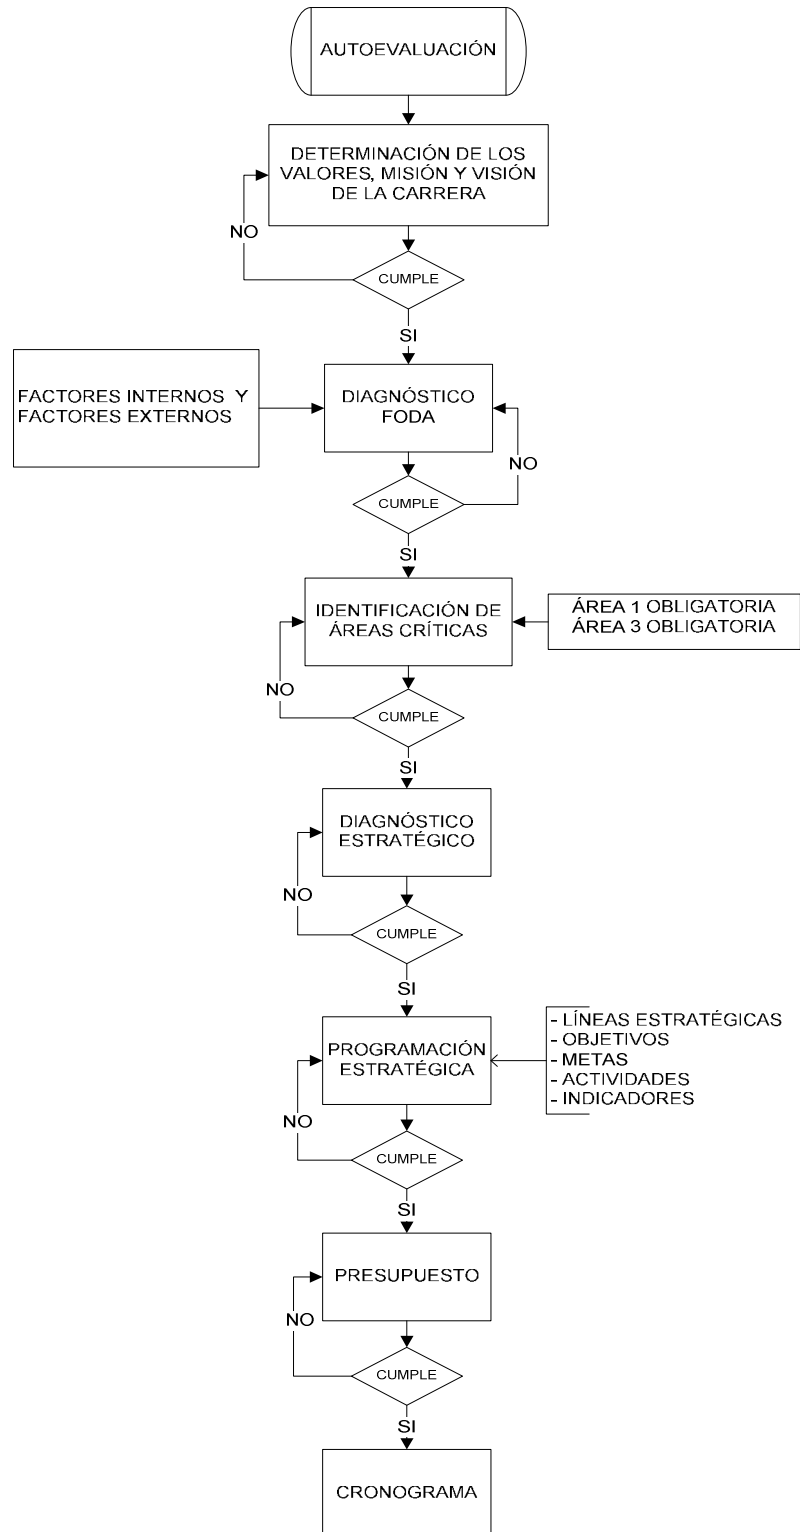 AUTOEVALUACIÓN
DETERMINACIÓN DE LOS
VALORES, MISIÓN Y VISIÓN
DE LA CARRERA
NO
CUMPLE
SI
FACTORES INTERNOS Y
FACTORES EXTERNOS
DIAGNÓSTICO
FODA
NO
CUMPLE
SI
IDENTIFICACIÓN DE
ÁREAS CRÍTICAS
ÁREA 1 OBLIGATORIA
ÁREA 3 OBLIGATORIA
NO
CUMPLE
SI
DIAGNÓSTICO
ESTRATÉGICO
NO
CUMPLE
SI
PROGRAMACIÓN
ESTRATÉGICA
- LÍNEAS ESTRATÉGICAS
- OBJETIVOS
- METAS
- ACTIVIDADES
- INDICADORES
NO
CUMPLE
SI
PRESUPUESTO
NO
CUMPLE
SI
CRONOGRAMA